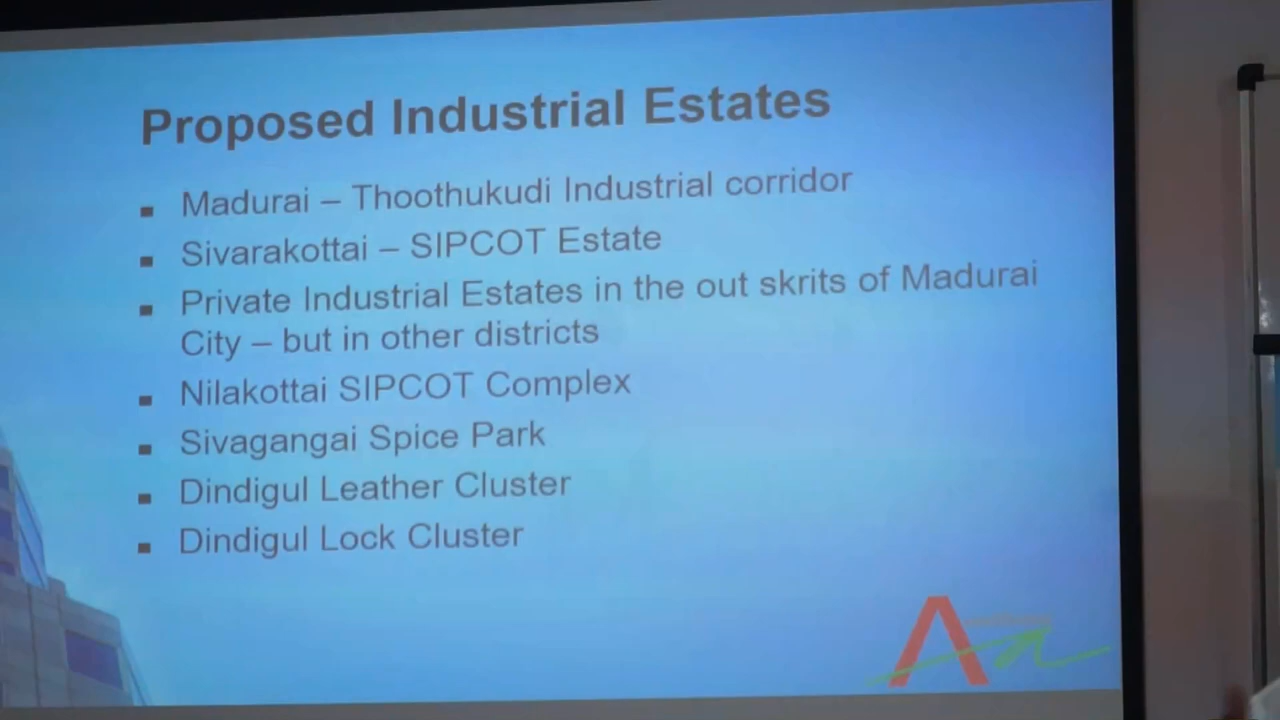 Proposed Industrial Estates
▪ Madurai – Thoothukudi Industrial corridor
▪ Sivarakottai – SIPCOT Estate
▪ Private Industrial Estates in the out skrits of Madurai
City – but in other districts
▪ Nilakottai SIPCOT Complex
▪ Sivagangai Spice Park
▪ Dindigul Leather Cluster
▪ Dindigul Lock Cluster